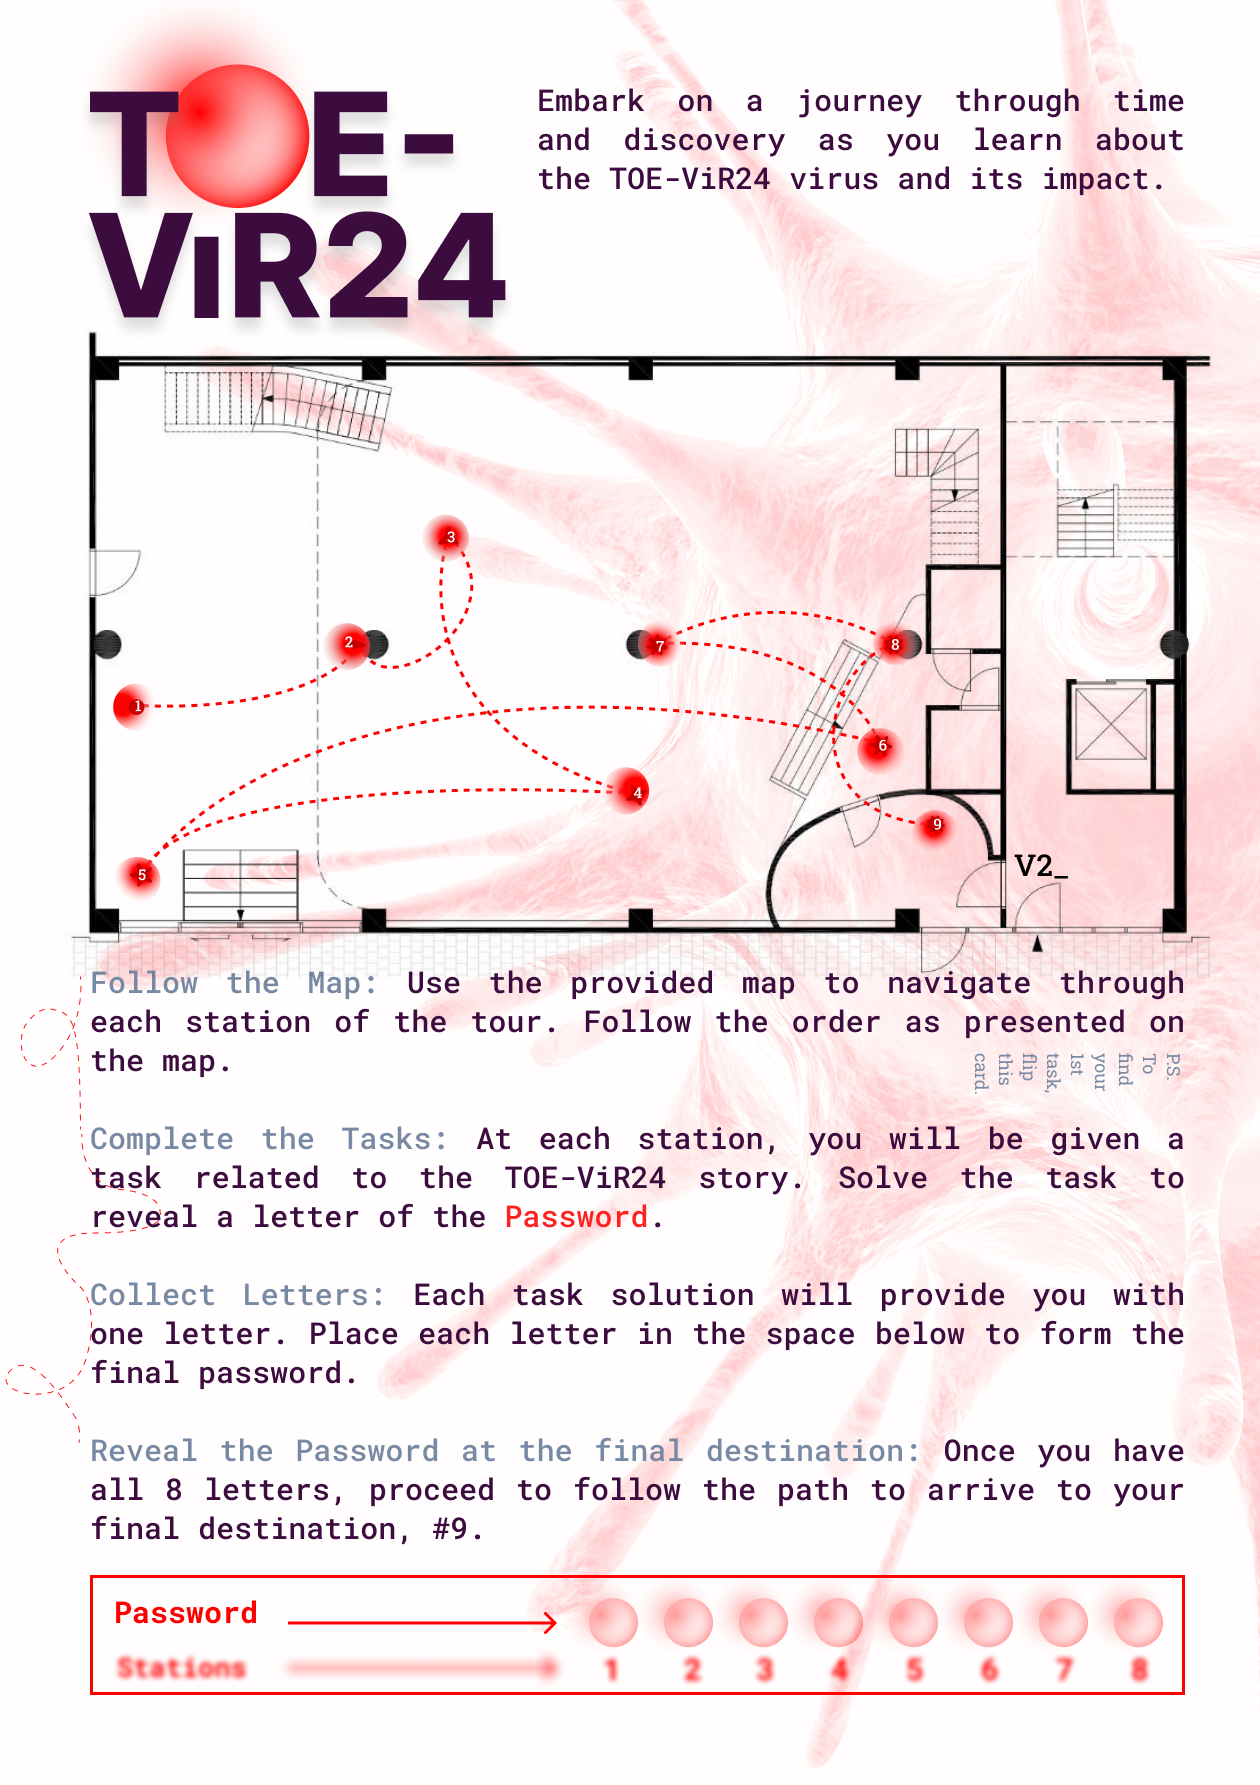 TOE-
ViR24
Embark on a journey through time
and discovery as you learn about
the TOE-ViR24 virus and its impact.
3
2
7
8
1
6
4
9
5
V2_
Follow the Map: Use the provided map to navigate through
each station of the tour. Follow the order as presented on
the map.
P.S.
To
find
your
1st
task,
flip
this
card.
Complete the Tasks: At each station, you will be given a
task related to the TOE-ViR24 story. Solve the task to
reveal a letter of the Password.
Collect Letters: Each task solution will provide you with
one letter. Place each letter in the space below to form the
final password.
Reveal the Password at the final destination: Once you have
all 8 letters, proceed to follow the path to arrive to your
final destination, #9.
Password
Stations 1 2 3 4 5 6 7 8